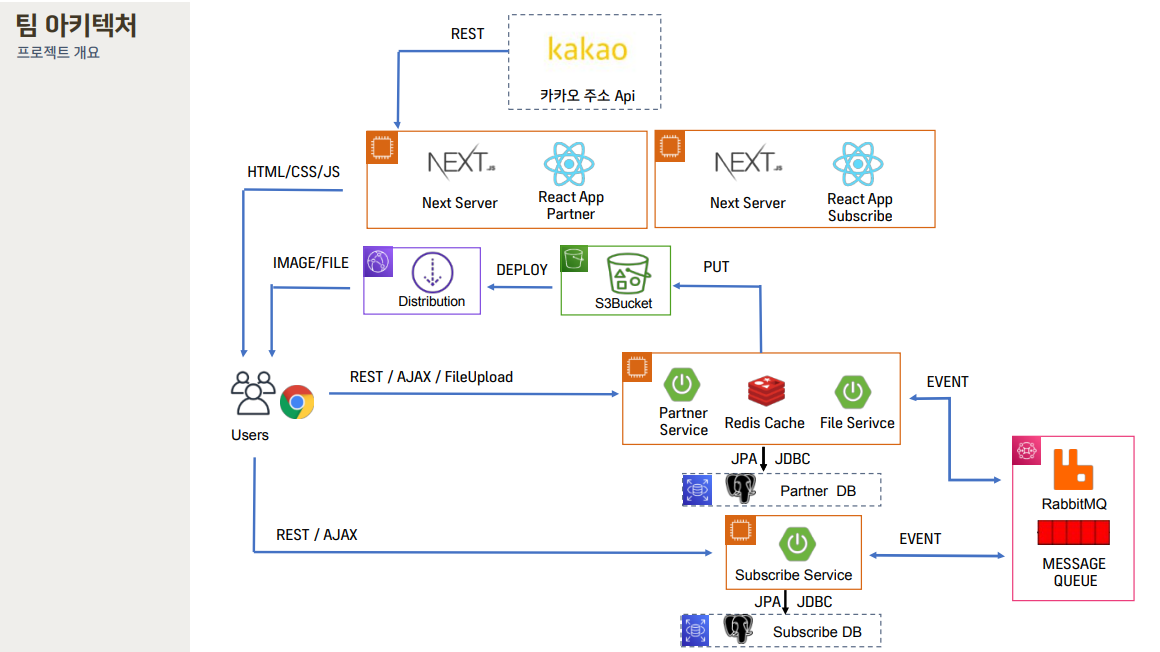 팀 아키텍처
프로젝트 개요
REST
kakao
카카오 주소 Api
HTML/CSS/JS
NEXT.JS
Next Server
React App
Partner
NEXT.JS
Next Server
React App
Subscribe
IMAGE/FILE
Distribution
DEPLOY
S3Bucket
PUT
Users
REST / AJAX / FileUpload
Partner
Service
Redis Cache
File Serivce
EVENT
JPA
JDBC
Partner DB
RabbitMQ
MESSAGE
QUEUE
REST / AJAX
Subscribe Service
EVENT
JPA
JDBC
Subscribe DB